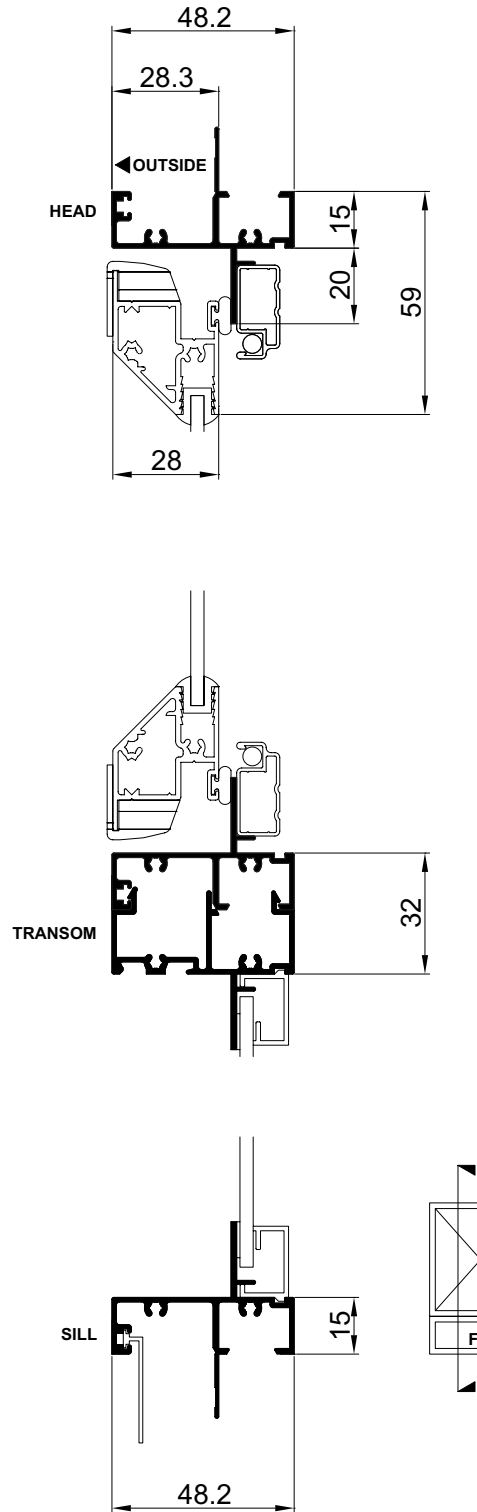 48.2
28.3
OUTSIDE
HEAD
15
20
59
28
32
TRANSOM
SILL
15
F
48.2